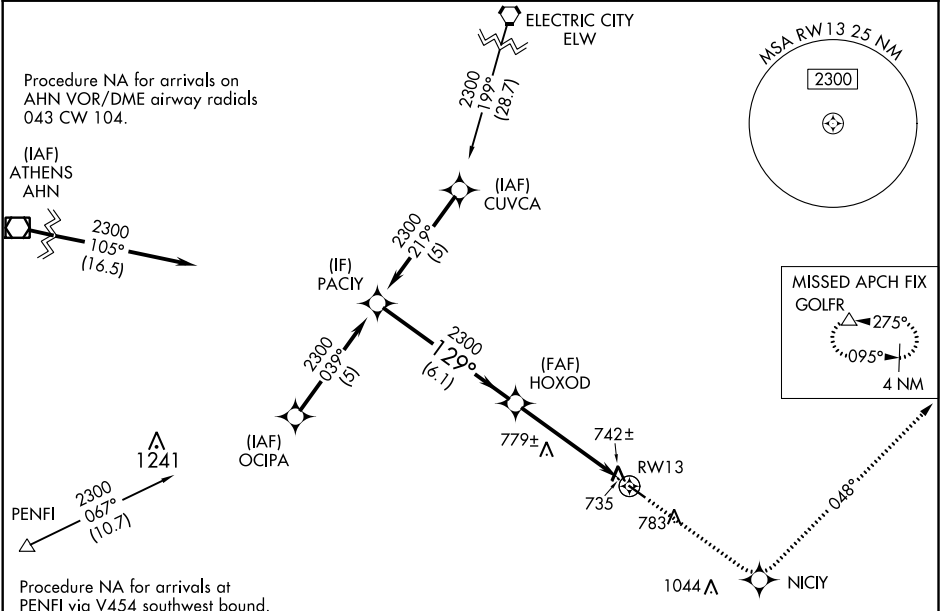 ELECTRIC CITY
ELW
2300
199°
(28.7)
MSA RW13 25 NM
2300
Procedure NA for arrivals on
AHN VOR/DME airway radials
043 CW 104.
(IAF)
ATHENS
AHN
2300
105°
(16.5)
(IAF)
CUVCA
2300
219°
(5)
(IF)
PACIY
2300
129°
(6.1)
(FAF)
HOXOD
MISSED APCH FIX
GOLFR
275°
095°
4 NM
2300
039°
(5)
(IAF)
OCIPA
779±
742±
RW13
735
783
1241
2300
067°
(10.7)
PENFI
048°
1044
NICIY
Procedure NA for arrivals at
PENFI via V454 southwest bound.